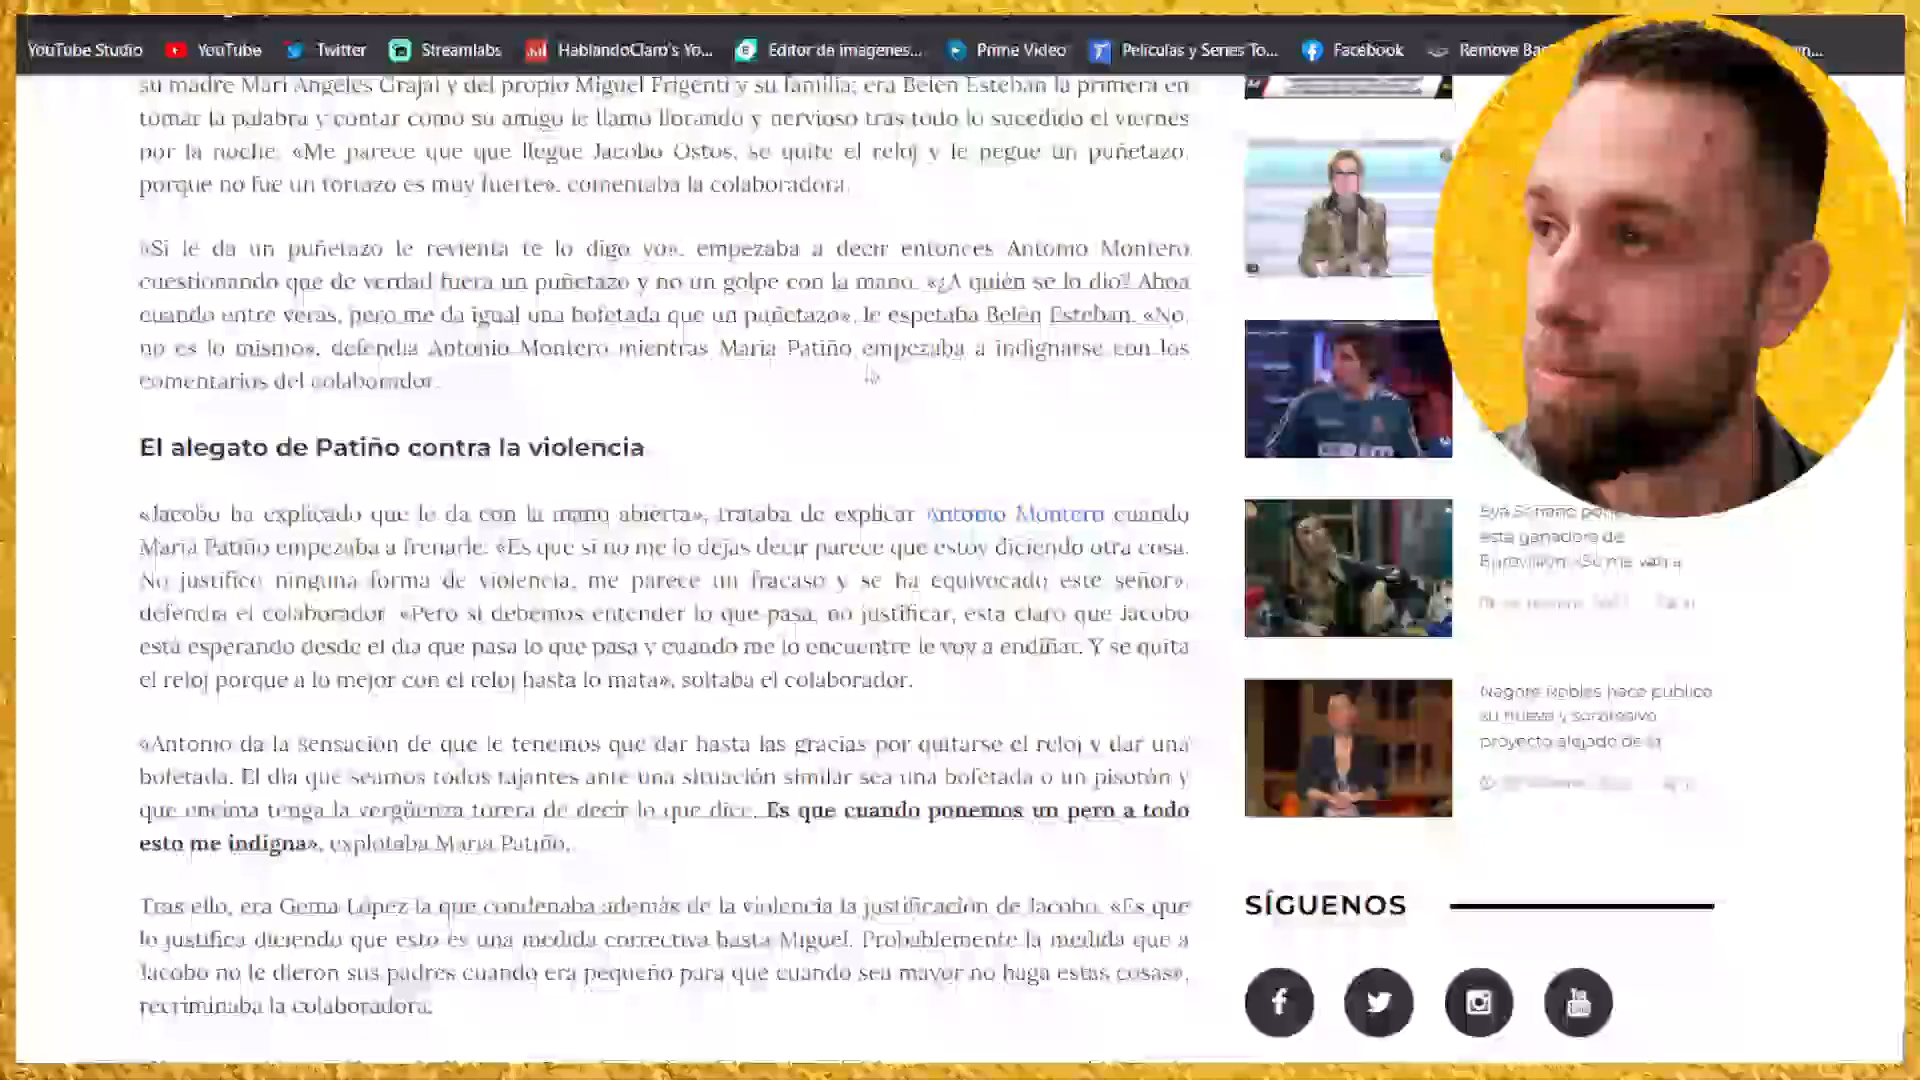 YouTube Studio YouTube Twitter Streamlabs HablandoClaro's Yo... Editor de imagenes... Prime Video Películas y Series To... Facebook Remove Ba
su madre Mari Ángeles Grajal y del propio Miguel Frigenti y su familia; era Belén Esteban la primera en
tomar la palabra y contar como su amigo le llamó llorando y nervioso tras todo lo sucedido el viernes
por la noche. «Me parece que que llegue Jacobo Ostos, se quite el reloj y le pegue un puñetazo,
porque no fue un tortazo es muy fuerte», comentaba la colaboradora.
«Si le da un puñetazo le revienta te lo digo yo», empezaba a decir entonces Antonio Montero
cuestionando que de verdad fuera un puñetazo y no un golpe con la mano. «¿A quién se lo dio? Ahoa
cuando entre verás, pero me da igual una bofetada que un puñetazo», le espetaba Belén Esteban. «No,
no es lo mismo», defendía Antonio Montero mientras María Patiño empezaba a indignarse con los
comentarios del colaborador.
El alegato de Patiño contra la violencia
«Jacobo ha explicado que le da con la mano abierta», trataba de explicar Antonio Montero cuando
María Patiño empezaba a frenarle. «Es que si no me lo dejas decir parece que estoy diciendo otra cosa.
No justifico ninguna forma de violencia, me parece un fracaso y se ha equivocado este señor»,
defendía el colaborador. «Pero si debemos entender lo que pasa, no justificar, está claro que Jacobo
está esperando desde el día que pasa lo que pasa y cuando me lo encuentre le voy a endiñar. Y se quita
el reloj porque a lo mejor con el reloj hasta lo mata», soltaba el colaborador.
«Antonio da la sensación de que le tenemos que dar hasta las gracias por quitarse el reloj y dar una
bofetada. El día que seamos todos tajantes ante una situación similar sea una bofetada o un pisotón y
que encima tenga la vergüenza torera de decir lo que dice. Es que cuando ponemos un pero a todo
esto me indigna», explotaba María Patiño.
Tras ello, era Gema López la que condenaba además de la violencia la justificación de Jacobo. «Es que
lo justifica diciendo que esto es una medida correctiva hasta Miguel. Probablemente la medida que a
Jacobo no le dieron sus padres cuando era pequeño para que cuando sea mayor no haga estas cosas»,
recriminaba la colaboradora.
esta ganadora de
Nagore Robles hace público
su nuevo y sorpresivo
proyecto alejado de la
SÍGUENOS